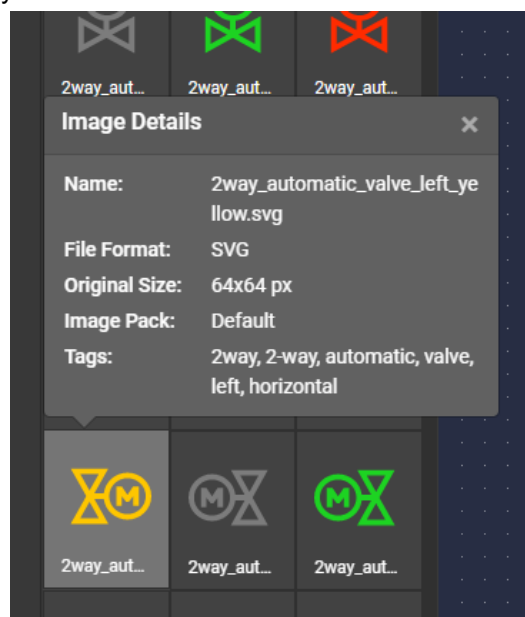 2way_aut... 2way_aut... 2way_aut...
Image Details ×
Name: 2way_automatic_valve_left_ye
llow.svg
File Format: SVG
Original Size: 64x64 px
Image Pack: Default
Tags: 2way, 2-way, automatic, valve,
left, horizontal
M M M
2way_aut... 2way_aut... 2way_aut...